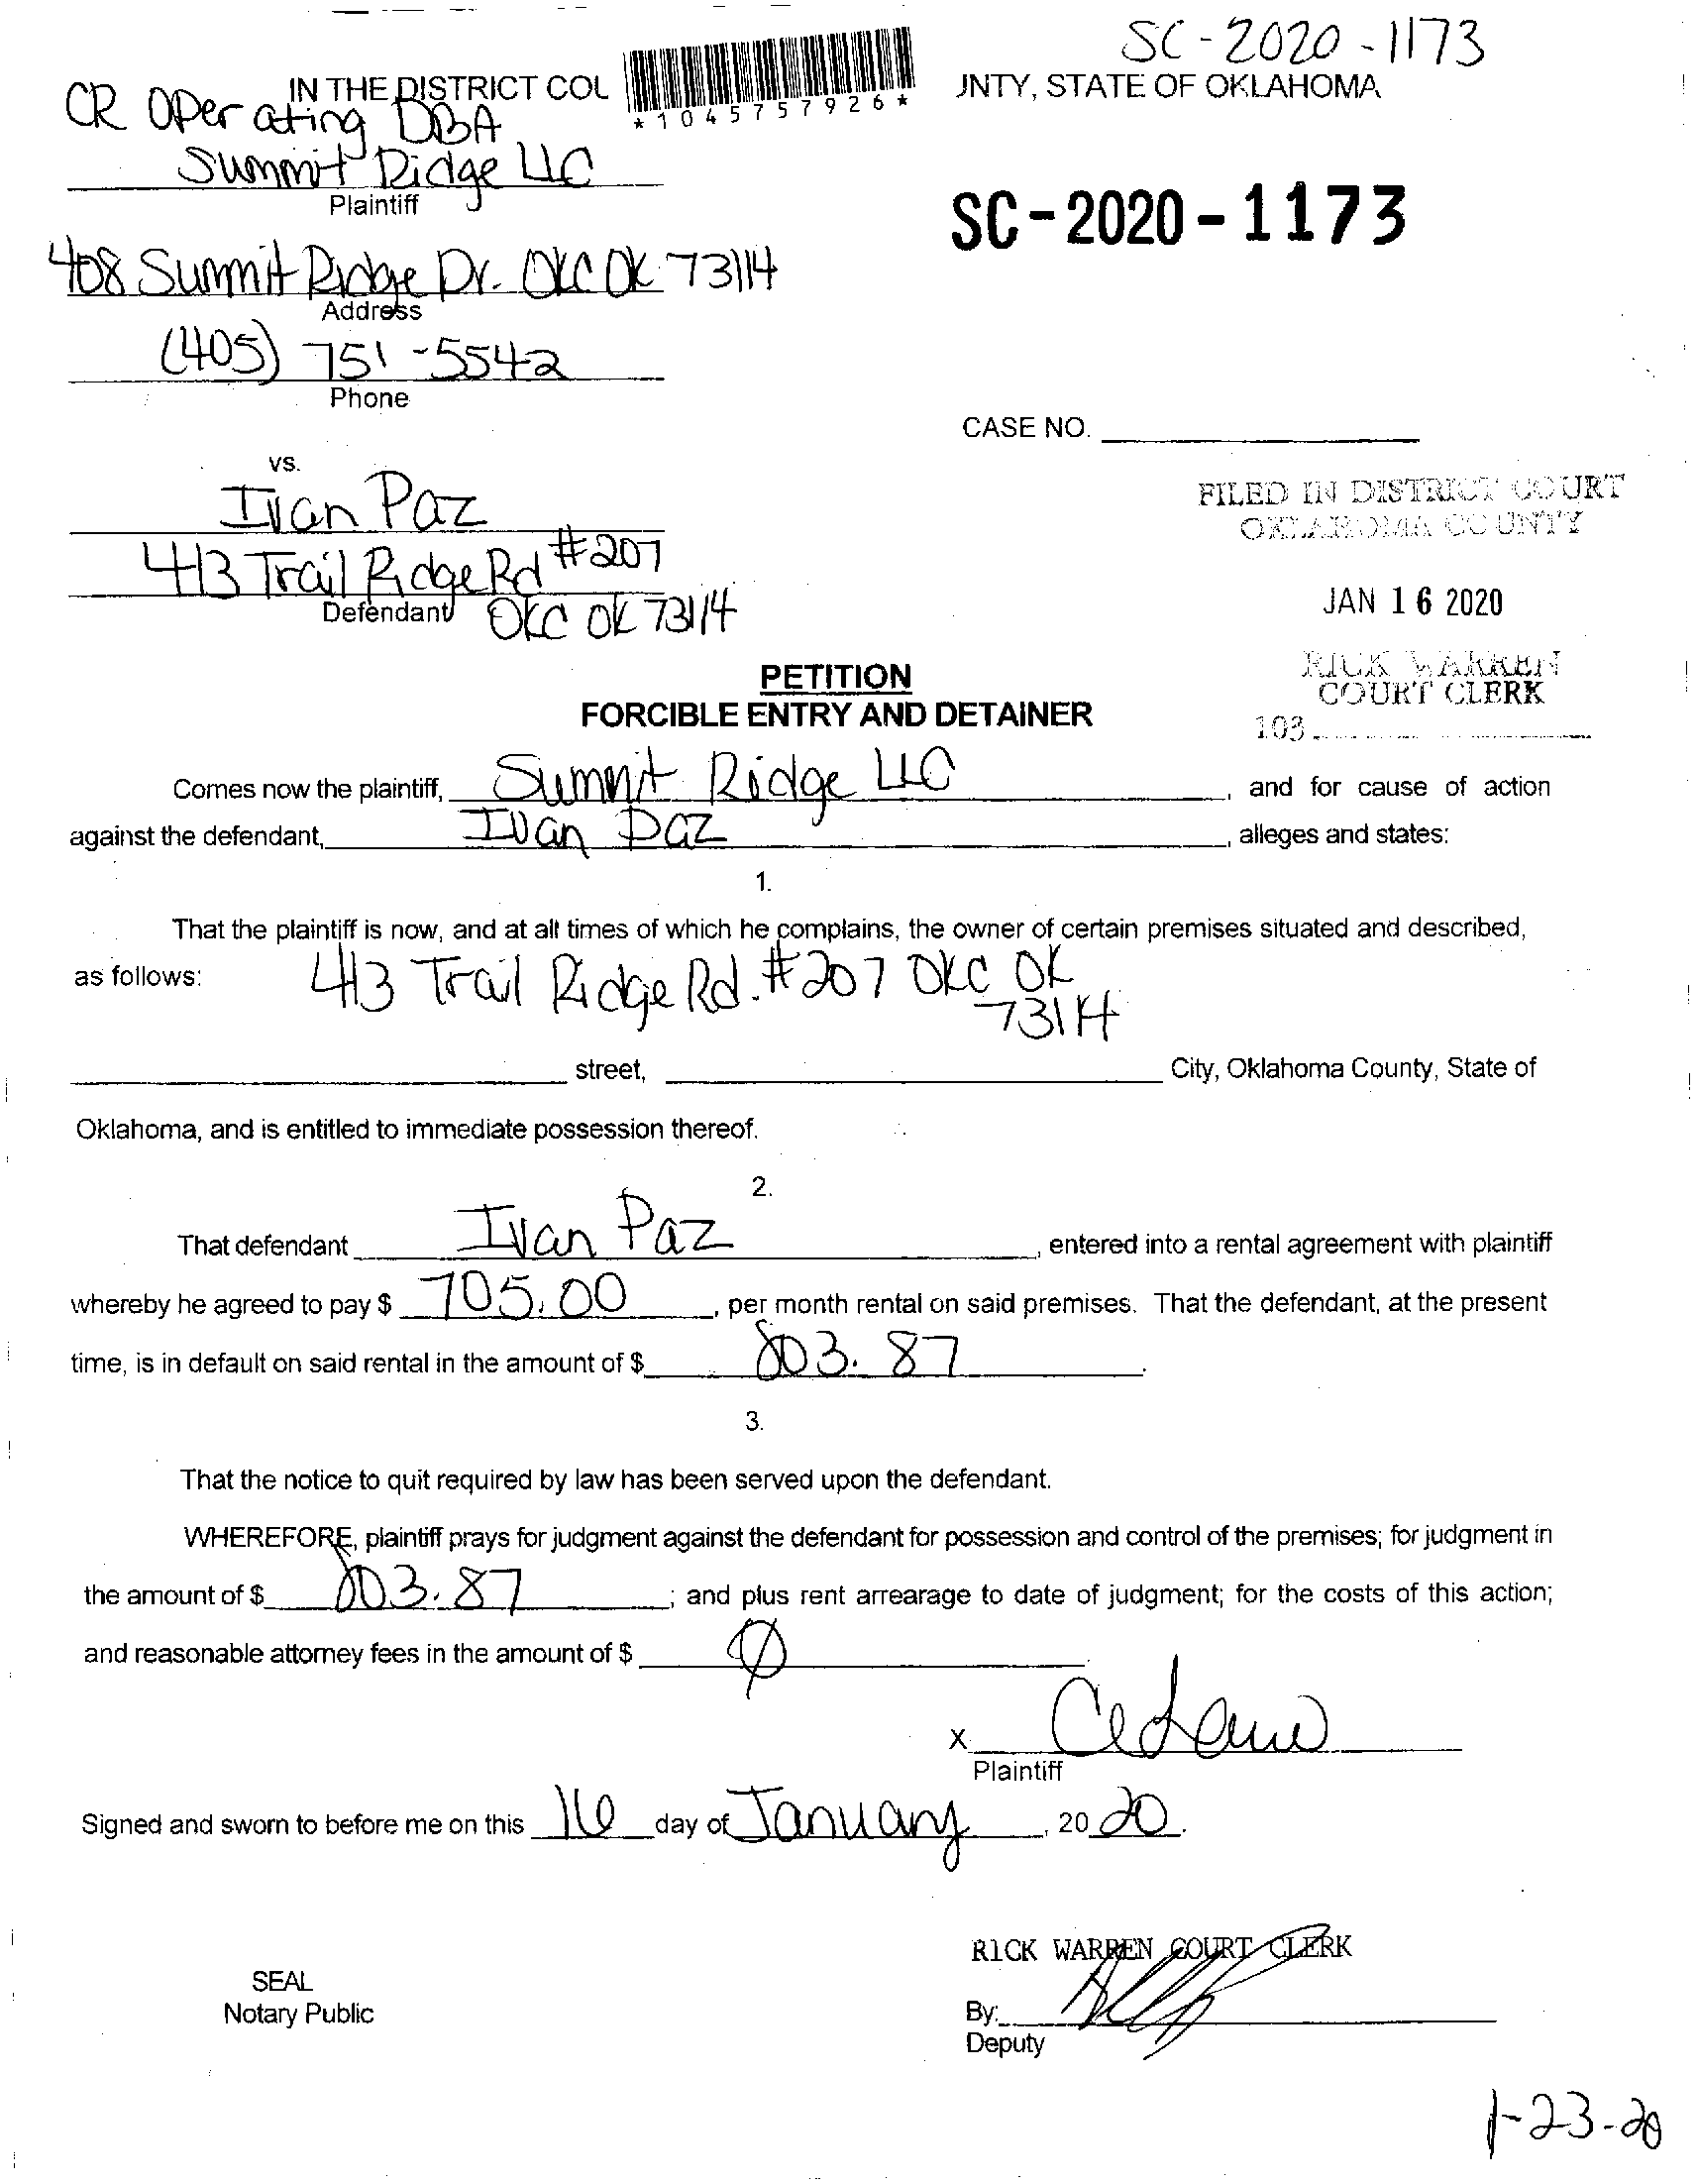 SC-2020-1173
IN THE DISTRICT COU
UNTY, STATE OF OKLAHOMA
*1045757926*
CR Operating DBA
Summit Ridge LLC
Plaintiff
SC-2020-1173
408 Summit Ridge Dr. OKC OK 73114
Address
(405) 751-5542
Phone
CASE NO.
vs.
Ivan Paz
FILED IN DISTRICT COURT
OKLAHOMA COUNTY
413 Trail Ridge Rd #207
Defendant OKC OK 73114
JAN 16 2020
RICK WARREN
COURT CLERK
103
PETITION
FORCIBLE ENTRY AND DETAINER
Comes now the plaintiff, Summit Ridge LLC, and for cause of action
against the defendant, Ivan Paz, alleges and states:
1.
That the plaintiff is now, and at all times of which he complains, the owner of certain premises situated and described,
as follows: 413 Trail Ridge Rd. #207 OKC OK
73114
street, City, Oklahoma County, State of
Oklahoma, and is entitled to immediate possession thereof.
2.
That defendant Ivan Paz, entered into a rental agreement with plaintiff
whereby he agreed to pay $ 705.00, per month rental on said premises. That the defendant, at the present
time, is in default on said rental in the amount of $ 803.87.
3.
That the notice to quit required by law has been served upon the defendant.
WHEREFORE, plaintiff prays for judgment against the defendant for possession and control of the premises; for judgment in
the amount of $ 803.87; and plus rent arrearage to date of judgment; for the costs of this action;
and reasonable attorney fees in the amount of $ 0
X
Plaintiff
Signed and sworn to before me on this 16 day of January, 20 20.
RICK WARREN COURT CLERK
SEAL
Notary Public
By:
Deputy
1-23-20